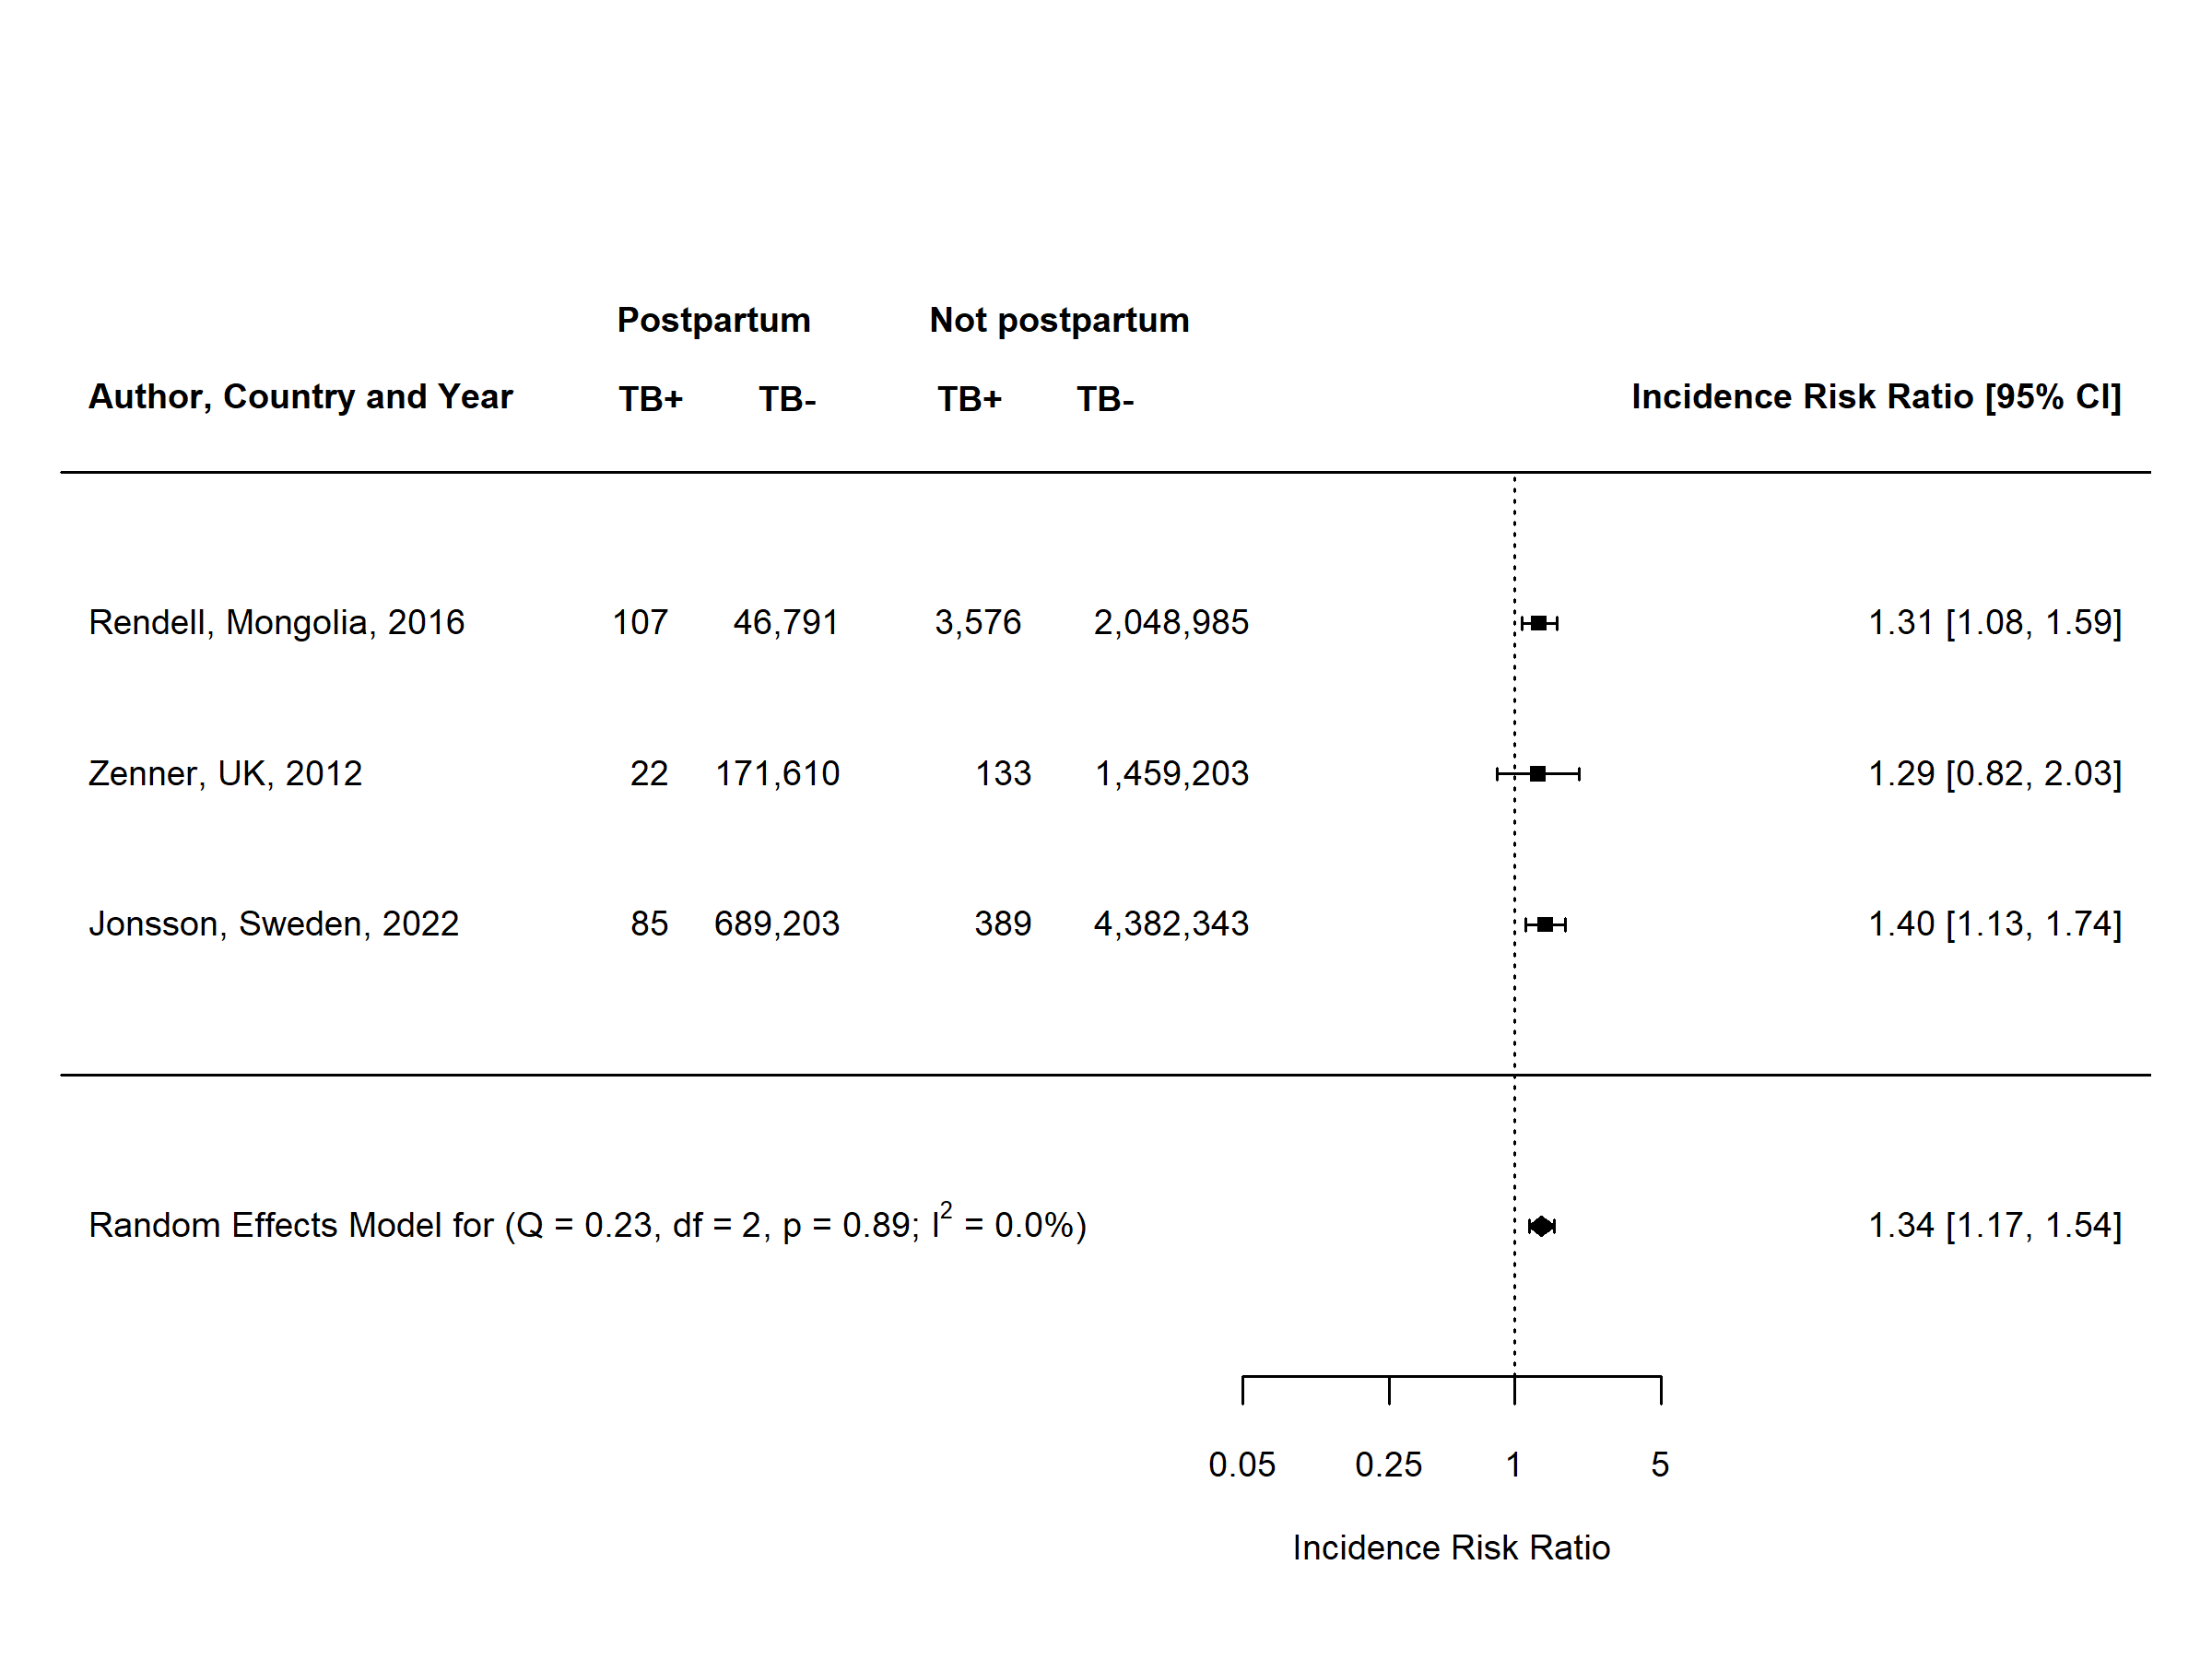 Postpartum Not postpartum
Author, Country and Year TB+ TB- TB+ TB- Incidence Risk Ratio [95% CI]
Rendell, Mongolia, 2016 107 46,791 3,576 2,048,985 1.31 [1.08, 1.59]
Zenner, UK, 2012 22 171,610 133 1,459,203 1.29 [0.82, 2.03]
Jonsson, Sweden, 2022 85 689,203 389 4,382,343 1.40 [1.13, 1.74]
Random Effects Model for (Q = 0.23, df = 2, p = 0.89; I² = 0.0%) 1.34 [1.17, 1.54]
0.05 0.25 1 5
Incidence Risk Ratio